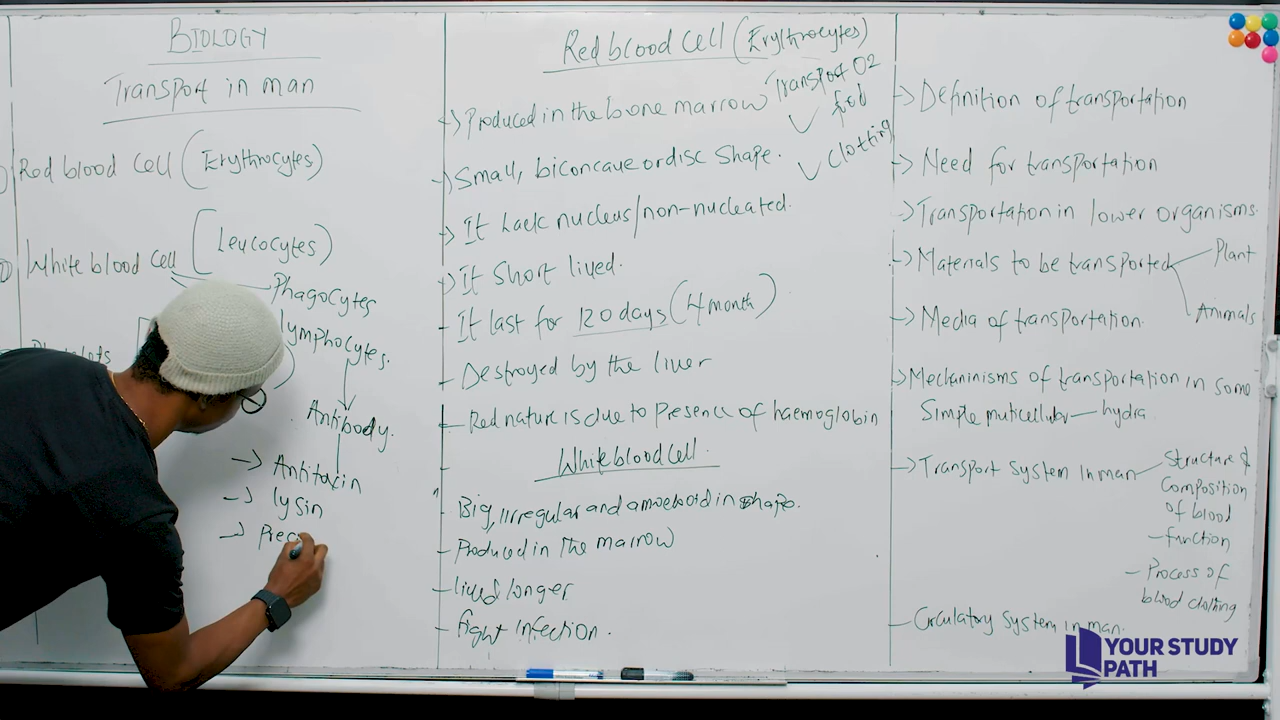 BIOLOGY
Transport in man
Red blood cell (Erythrocytes)
White blood cell [Leucocytes)
Phagocytes
lymphocytes.
Platelets
Antibody.
-> Antitoxin
-> lysin
-> Prec
Red blood cell (Erythrocytes)
-> Produced in the bone marrow
Transport O2
food
clotting
-> Small, biconcave or disc shape.
-> It Lack nucleus/non-nucleated.
-> It short lived.
- It last for 120 days (4 month)
- Destroyed by the liver
- Red nature is due to presence of haemoglobin
White blood cell.
- Big, irregular and amoeboid in shape.
- Produced in the marrow
- lived longer
- fight infection.
-> Definition of transportation
-> Need for transportation
-> Transportation in lower organisms.
-> Materials to be transported
Plant
Animals
-> Media of transportation.
-> Mechaninisms of transportation in some
Simple muticellular — hydra
-> Transport system in man
Structure &
Composition
of blood
- function
- Process of
blood clotting
- Circulatory system in man.
YOUR STUDY
PATH